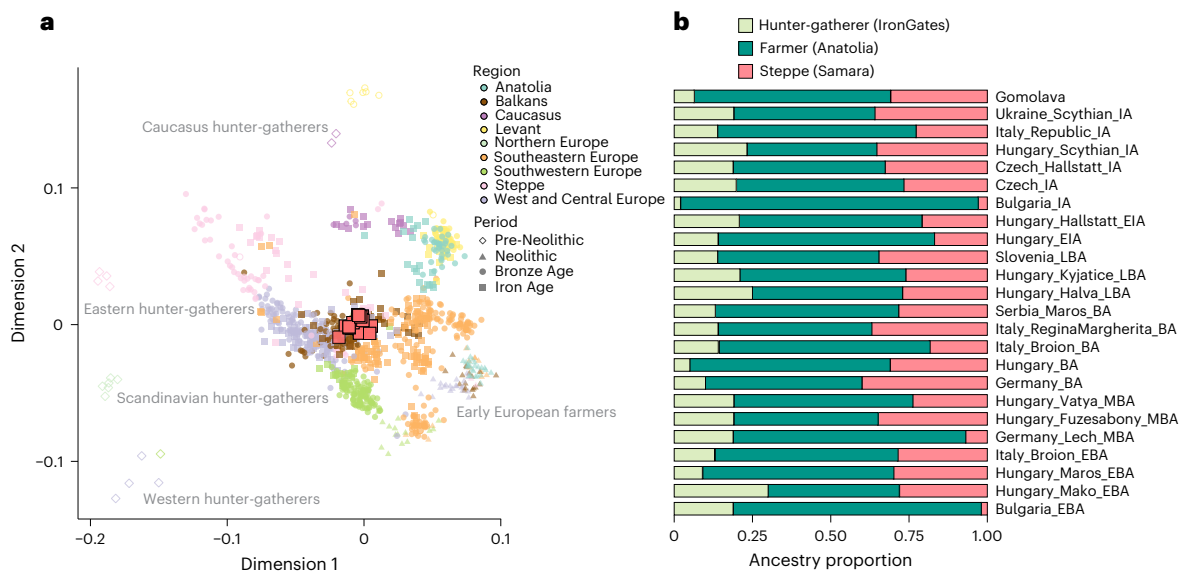 a
Region
Anatolia
Balkans
Caucasus
Levant
Northern Europe
Southeastern Europe
Southwestern Europe
Steppe
West and Central Europe
Period
Pre-Neolithic
Neolithic
Bronze Age
Iron Age
Caucasus hunter-gatherers
Eastern hunter-gatherers
Scandinavian hunter-gatherers
Early European farmers
Western hunter-gatherers
Dimension 2
0.1
0
−0.1
−0.2
−0.1
0
0.1
Dimension 1
b
Hunter-gatherer (IronGates)
Farmer (Anatolia)
Steppe (Samara)
Gomolava
Ukraine_Scythian_IA
Italy_Republic_IA
Hungary_Scythian_IA
Czech_Hallstatt_IA
Czech_IA
Bulgaria_IA
Hungary_Hallstatt_EIA
Hungary_EIA
Slovenia_LBA
Hungary_Kyjatice_LBA
Hungary_Halva_LBA
Serbia_Maros_BA
Italy_ReginaMargherita_BA
Italy_Broion_BA
Hungary_BA
Germany_BA
Hungary_Vatya_MBA
Hungary_Fuzesabony_MBA
Germany_Lech_MBA
Italy_Broion_EBA
Hungary_Maros_EBA
Hungary_Mako_EBA
Bulgaria_EBA
0
0.25
0.50
0.75
1.00
Ancestry proportion